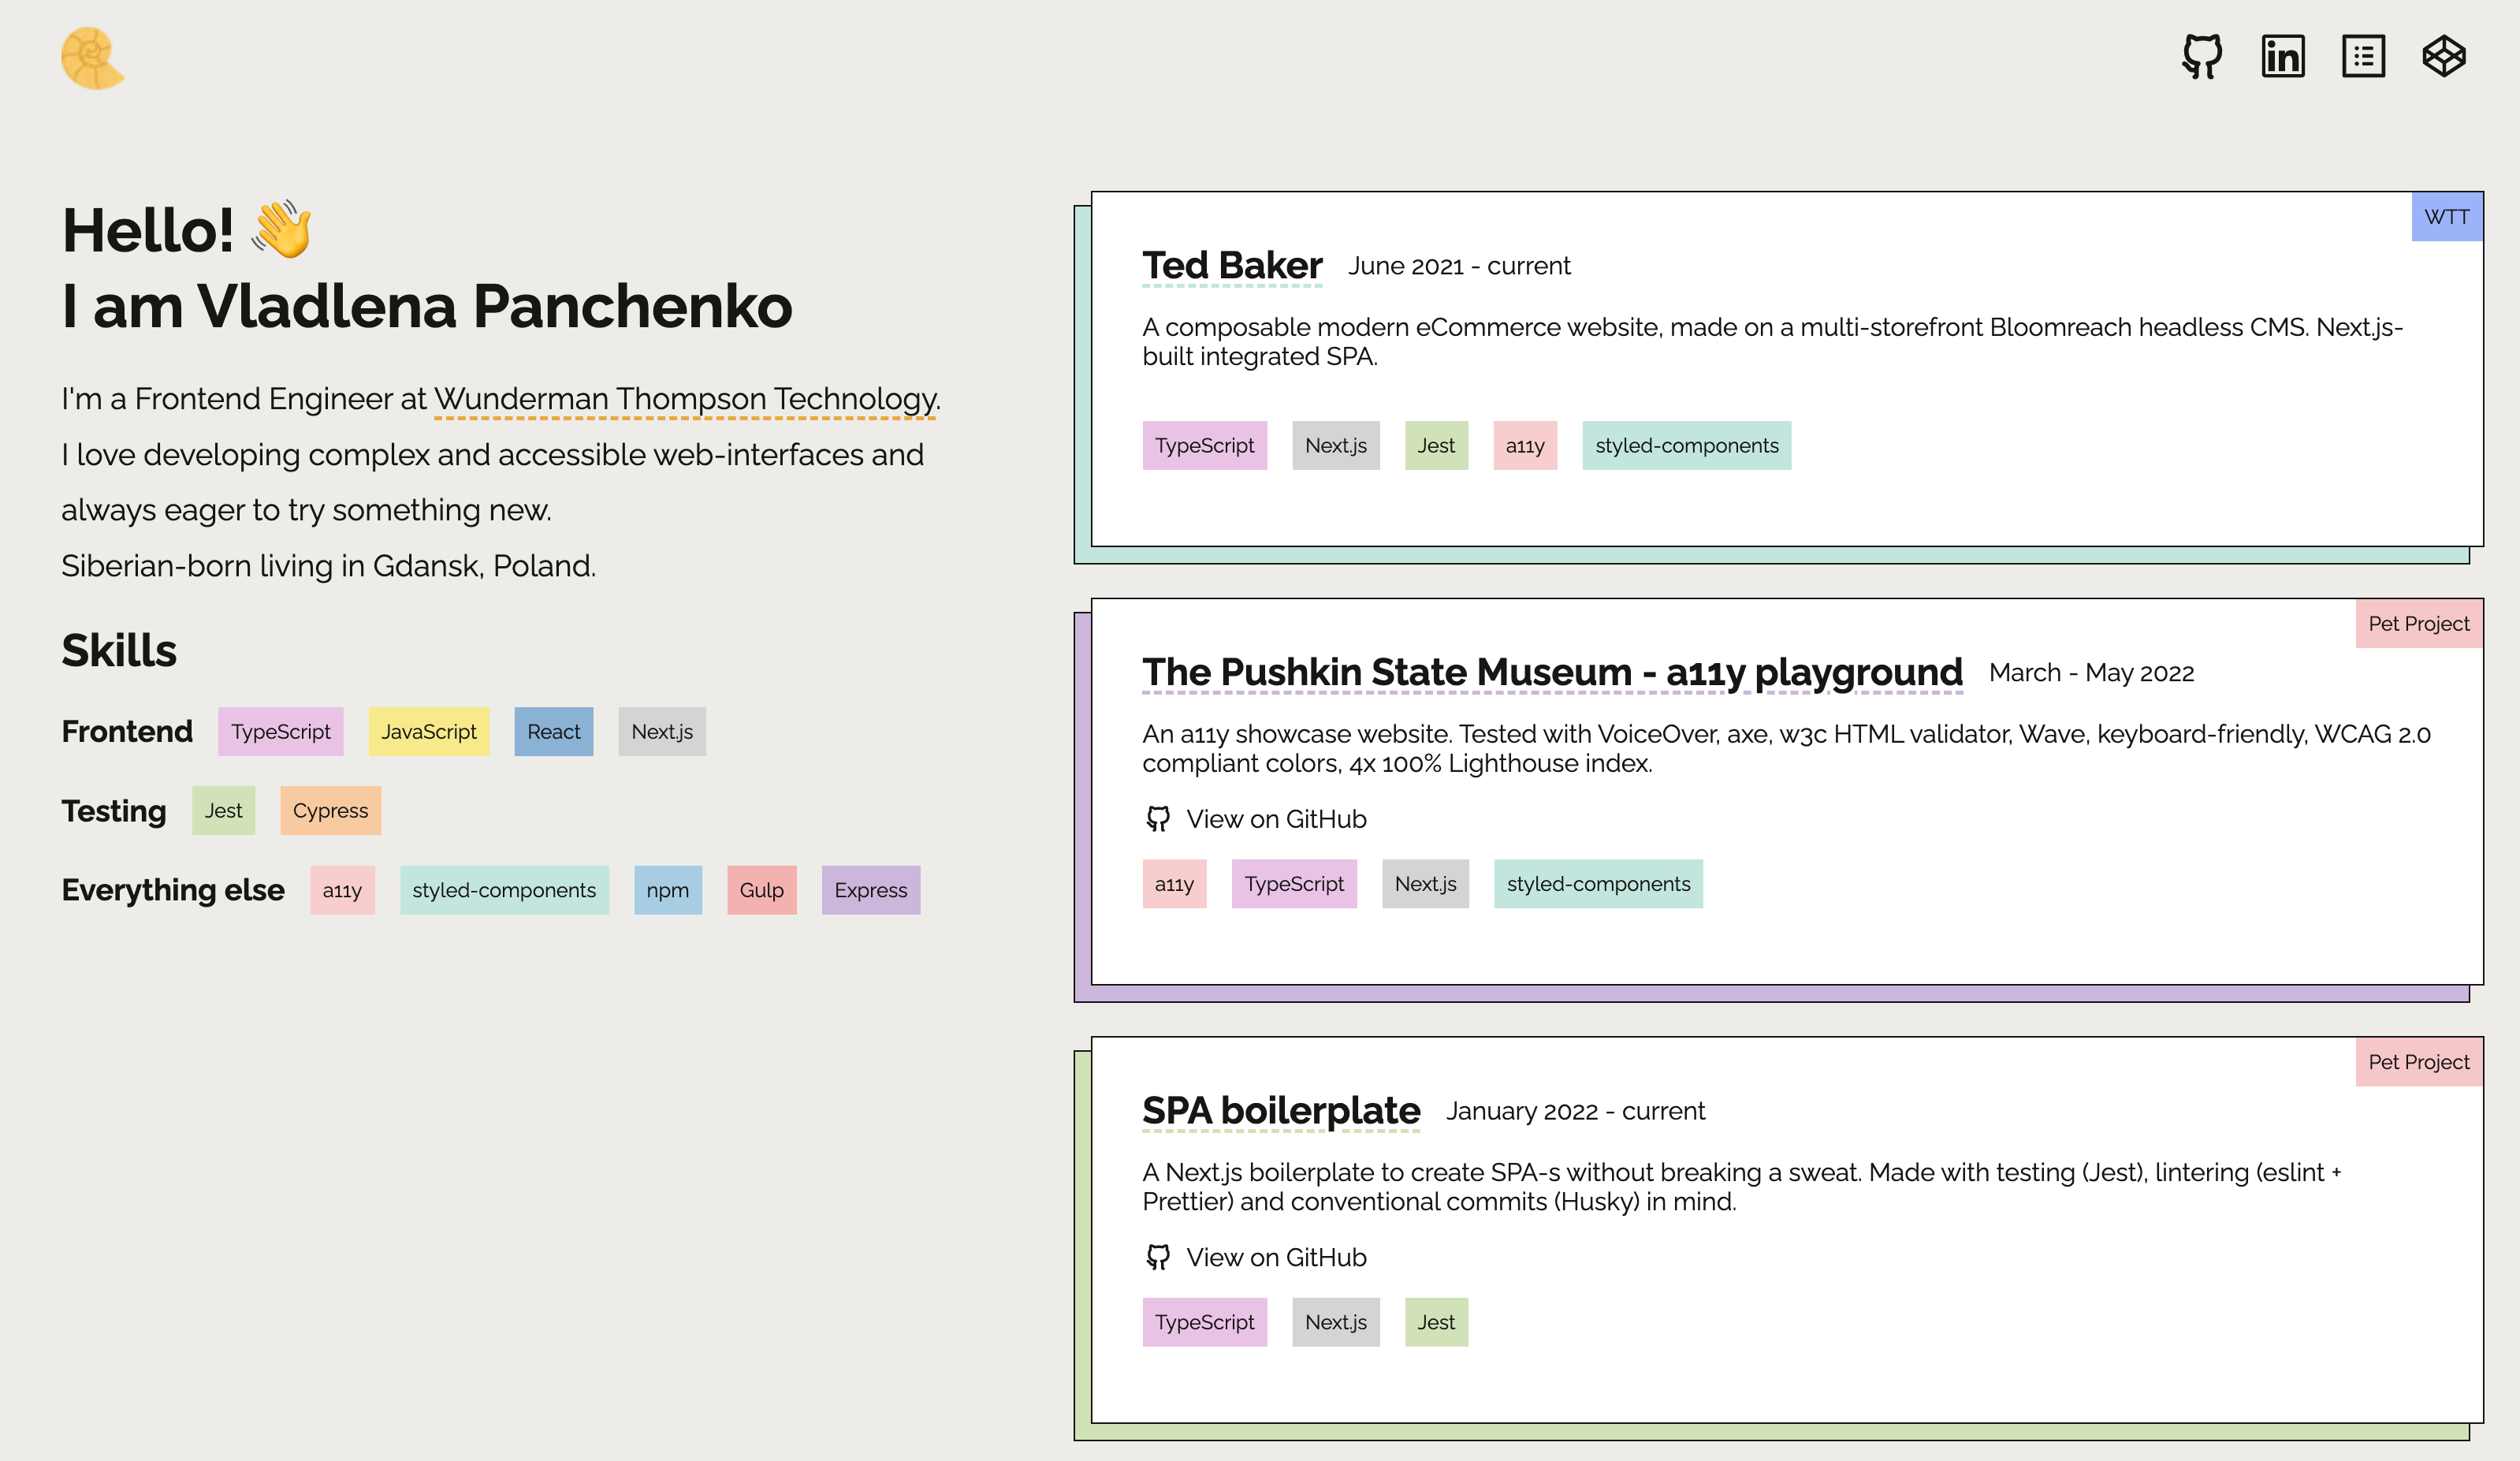 Hello! 👋
I am Vladlena Panchenko
I'm a Frontend Engineer at Wunderman Thompson Technology.
I love developing complex and accessible web-interfaces and
always eager to try something new.
Siberian-born living in Gdansk, Poland.
Skills
Frontend TypeScript JavaScript React Next.js
Testing Jest Cypress
Everything else a11y styled-components npm Gulp Express
WTT
Ted Baker June 2021 - current
A composable modern eCommerce website, made on a multi-storefront Bloomreach headless CMS. Next.js-
built integrated SPA.
TypeScript Next.js Jest a11y styled-components
Pet Project
The Pushkin State Museum - a11y playground March - May 2022
An a11y showcase website. Tested with VoiceOver, axe, w3c HTML validator, Wave, keyboard-friendly, WCAG 2.0
compliant colors, 4x 100% Lighthouse index.
View on GitHub
a11y TypeScript Next.js styled-components
Pet Project
SPA boilerplate January 2022 - current
A Next.js boilerplate to create SPA-s without breaking a sweat. Made with testing (Jest), lintering (eslint +
Prettier) and conventional commits (Husky) in mind.
View on GitHub
TypeScript Next.js Jest